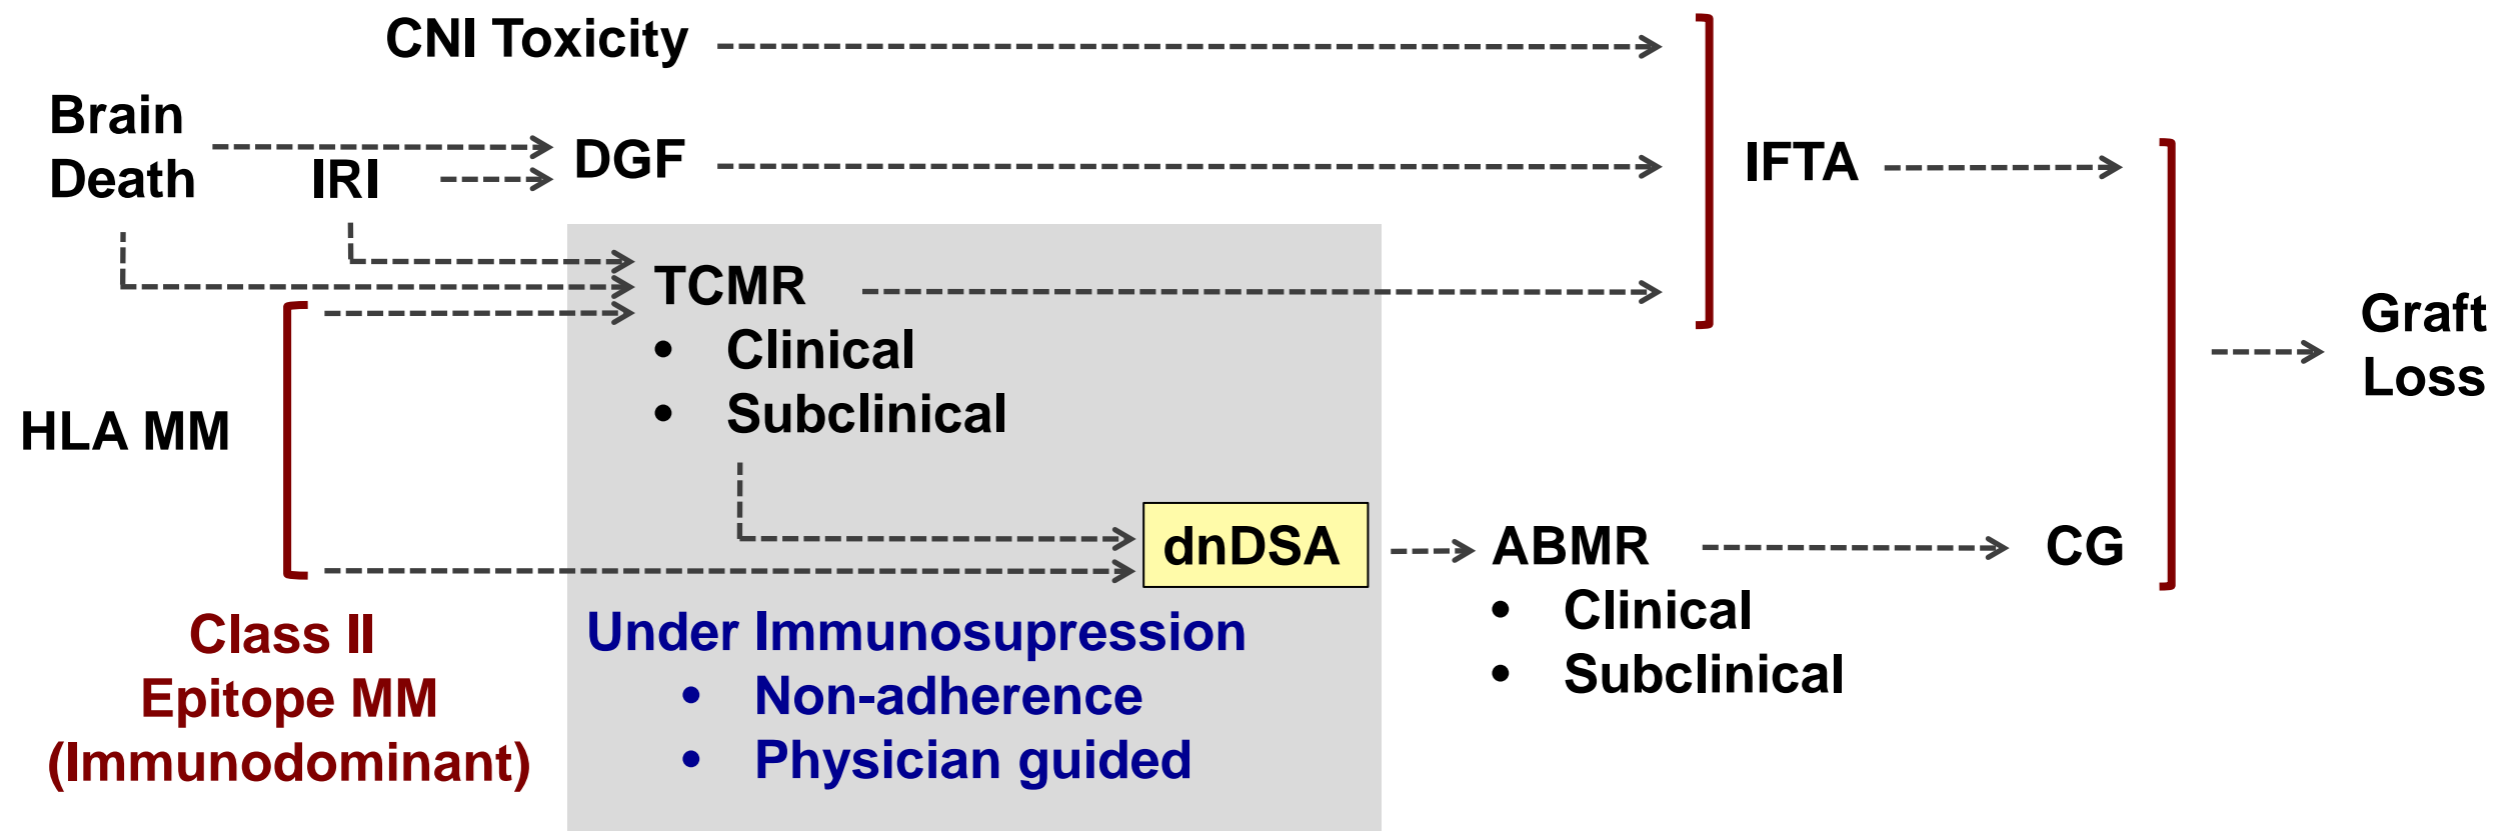 CNI Toxicity
Brain
Death
IRI
DGF
IFTA
TCMR
• Clinical
• Subclinical
HLA MM
Graft
Loss
dnDSA
ABMR
• Clinical
• Subclinical
CG
Class II
Epitope MM
(Immunodominant)
Under Immunosupression
• Non-adherence
• Physician guided